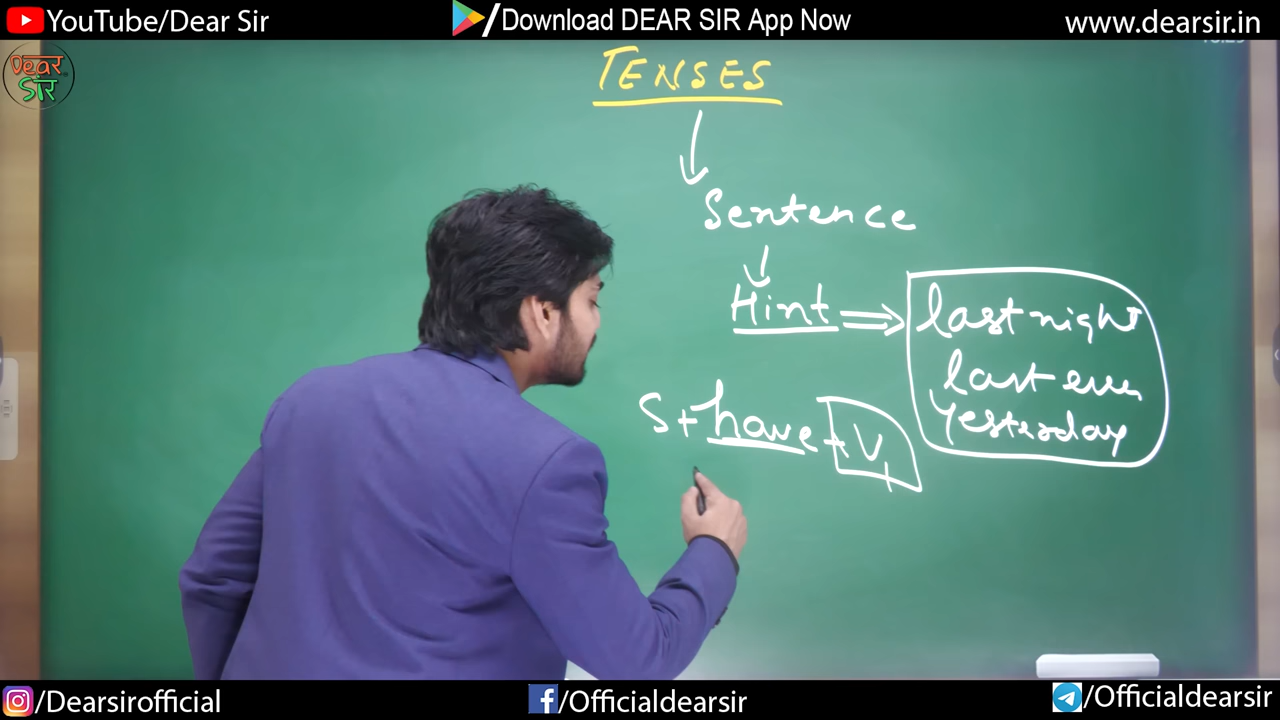 YouTube/Dear Sir
/Download DEAR SIR App Now
www.dearsir.in
Dear
Sir
TENSES
Sentence
Hint ⇒ last night
last even
Yesterday
S+have+V₁
/Dearsirofficial
/Officialdearsir
/Officialdearsir